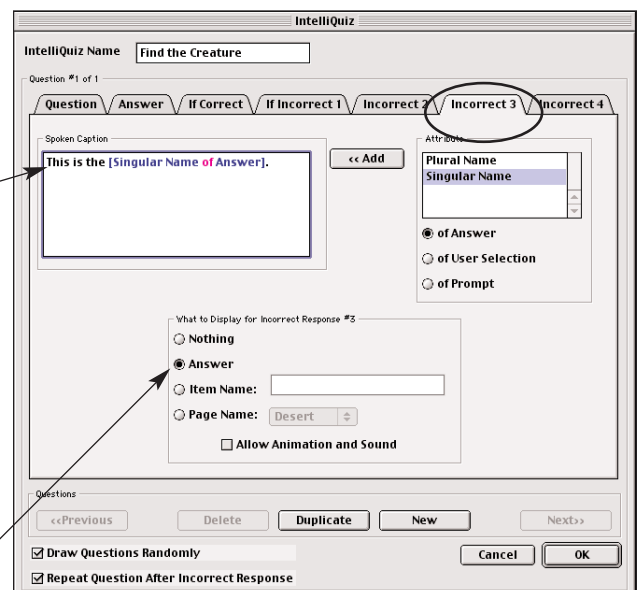 IntelliQuiz
IntelliQuiz Name Find the Creature
Question #1 of 1
Question Answer If Correct If Incorrect 1 Incorrect 2 Incorrect 3 Incorrect 4
Spoken Caption
This is the [Singular Name of Answer].
<< Add
Attribute
Plural Name
Singular Name
of Answer
of User Selection
of Prompt
What to Display for Incorrect Response #3
Nothing
Answer
Item Name:
Page Name: Desert
Allow Animation and Sound
Questions
<<Previous Delete Duplicate New Next>>
Draw Questions Randomly
Cancel OK
Repeat Question After Incorrect Response